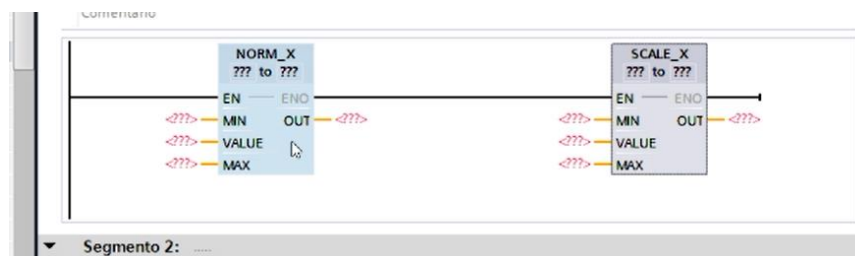 Comentario
NORM_X
??? to ???
EN
ENO
<???>
MIN
OUT
<???>
<???>
VALUE
<???>
MAX
SCALE_X
??? to ???
EN
ENO
<???>
MIN
OUT
<???>
<???>
VALUE
<???>
MAX
Segmento 2: .....